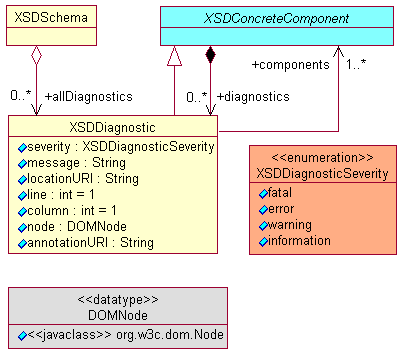 XSDSchema
XSDConcreteComponent
+components 1..*
0..* +allDiagnostics
0..* +diagnostics
XSDDiagnostic
severity : XSDDiagnosticSeverity
message : String
locationURI : String
line : int = 1
column : int = 1
node : DOMNode
annotationURI : String
<<enumeration>>
XSDDiagnosticSeverity
fatal
error
warning
information
<<datatype>>
DOMNode
<<javaclass>> org.w3c.dom.Node